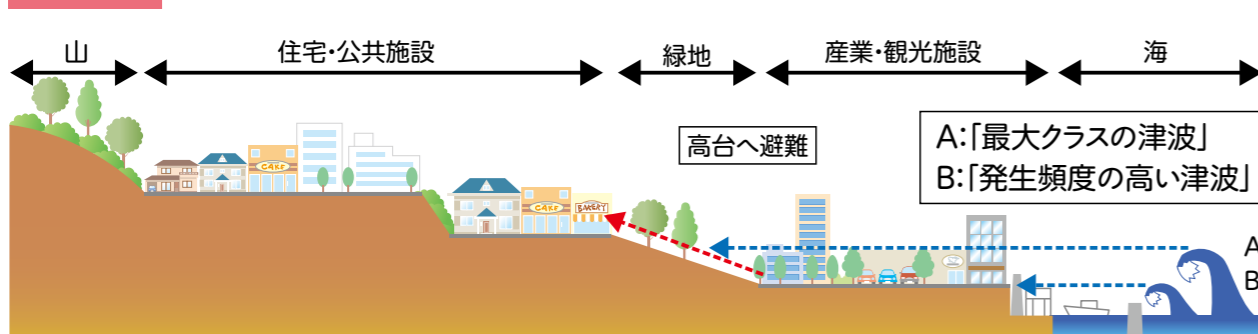 山
住宅・公共施設
緑地
産業・観光施設
海
高台へ避難
A:「最大クラスの津波」
B:「発生頻度の高い津波」
CAKE
CAKE
BAKERY
A
B